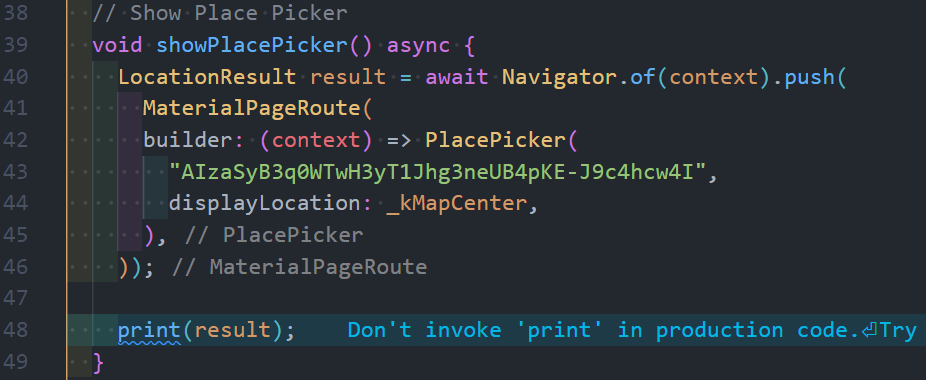 38 // Show Place Picker
39 void showPlacePicker() async {
40 LocationResult result = await Navigator.of(context).push(
41 MaterialPageRoute(
42 builder: (context) => PlacePicker(
43 "AIzaSyB3q0WTwH3yT1Jhg3neUB4pKE-J9c4hcw4I",
44 displayLocation: _kMapCenter,
45 ), // PlacePicker
46 )); // MaterialPageRoute
47
48 print(result); Don't invoke 'print' in production code.⏎Try
49 }